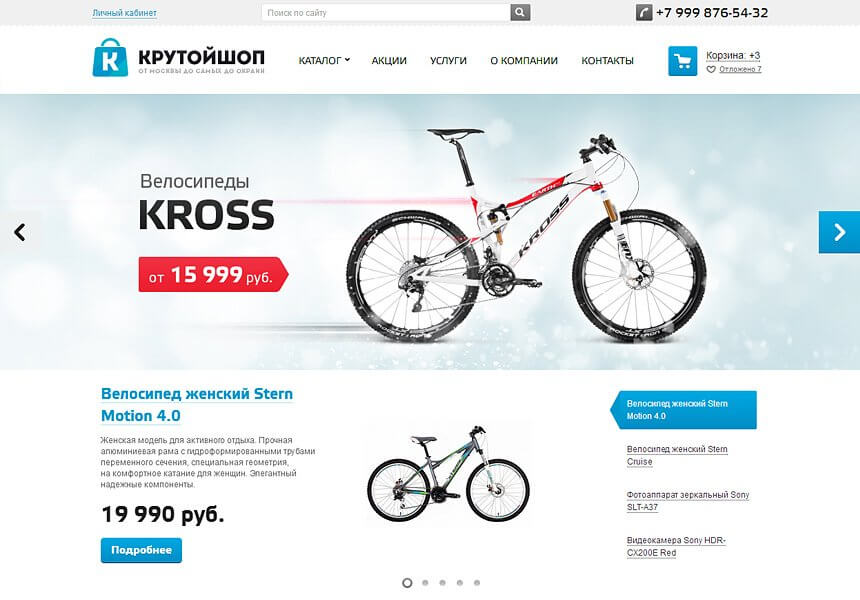 Личный кабинет
Поиск по сайту
+7 999 876-54-32
К КРУТОЙШОП
ОТ МОСКВЫ ДО САМЫХ ДО ОКРАИН
КАТАЛОГ
АКЦИИ
УСЛУГИ
О КОМПАНИИ
КОНТАКТЫ
Корзина: +3
Отложено 7
Велосипеды
KROSS
от 15 999 руб.
EARTH
KROSS
Велосипед женский Stern
Motion 4.0
Женская модель для активного отдыха. Прочная
алюминиевая рама с гидроформированными трубами
переменного сечения, специальная геометрия,
на комфортное катание для женщин. Элегантный
надежные компоненты.
19 990 руб.
Подробнее
Велосипед женский Stern
Motion 4.0
Велосипед женский Stern
Cruise
Фотоаппарат зеркальный Sony
SLT-A37
Видеокамера Sony HDR-
CX200E Red